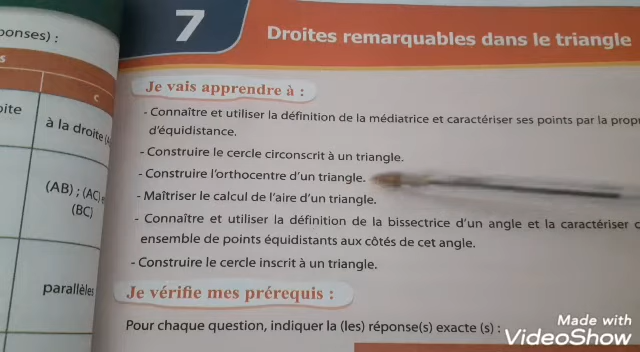 7
Droites remarquables dans le triangle
ponses) :
Je vais apprendre à :
- Connaître et utiliser la définition de la médiatrice et caractériser ses points par la
d'équidistance.
- Construire le cercle circonscrit à un triangle.
- Construire l'orthocentre d'un triangle.
- Maîtriser le calcul de l'aire d'un triangle.
- Connaître et utiliser la définition de la bissectrice d'un angle et la caractériser
ensemble de points équidistants aux côtés de cet angle.
- Construire le cercle inscrit à un triangle.
Je vérifie mes prérequis :
Pour chaque question, indiquer la (les) réponse(s) exacte (s) :
C
à la droite
(AB) ; (AC)
(BC)
parallèles
Made with
VideoShow